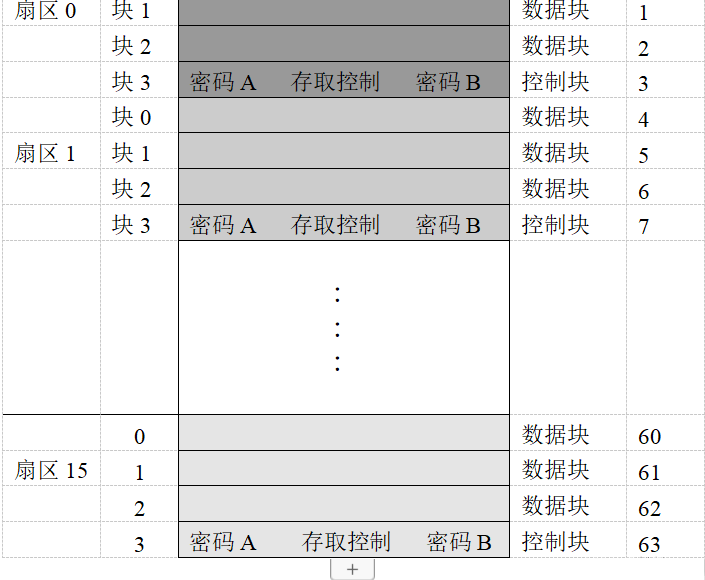 扇区 0 块 1 数据块 1
块 2 数据块 2
块 3 密码 A 存取控制 密码 B 控制块 3
块 0 数据块 4
扇区 1 块 1 数据块 5
块 2 数据块 6
块 3 密码 A 存取控制 密码 B 控制块 7
:
:
:
0 数据块 60
扇区 15 1 数据块 61
2 数据块 62
3 密码 A 存取控制 密码 B 控制块 63
+